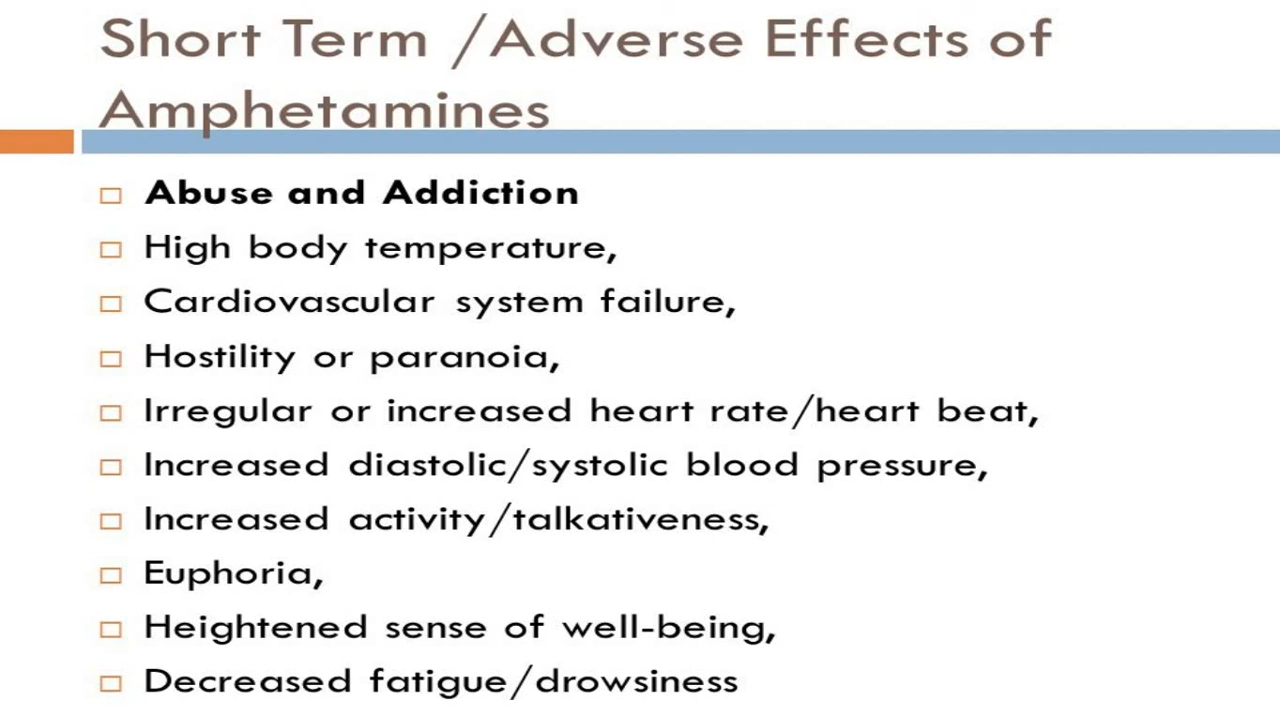 Short Term /Adverse Effects of
Amphetamines
Abuse and Addiction
High body temperature,
Cardiovascular system failure,
Hostility or paranoia,
Irregular or increased heart rate/heart beat,
Increased diastolic/systolic blood pressure,
Increased activity/talkativeness,
Euphoria,
Heightened sense of well-being,
Decreased fatigue/drowsiness